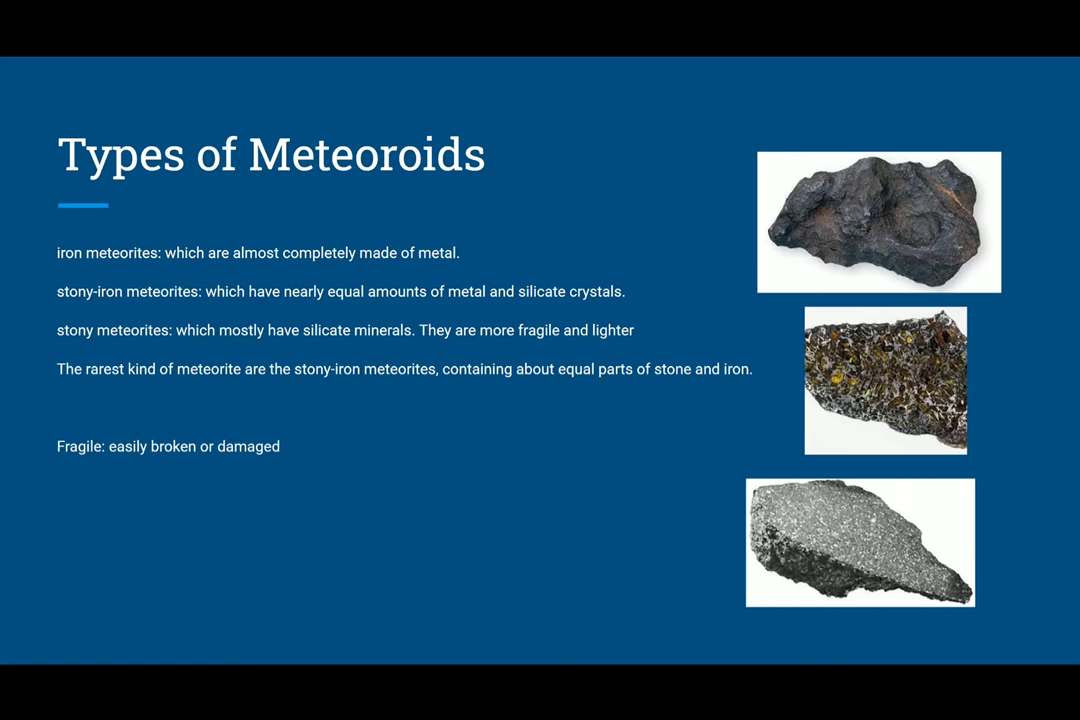 Types of Meteoroids
iron meteorites: which are almost completely made of metal.
stony-iron meteorites: which have nearly equal amounts of metal and silicate crystals.
stony meteorites: which mostly have silicate minerals. They are more fragile and lighter
The rarest kind of meteorite are the stony-iron meteorites, containing about equal parts of stone and iron.
Fragile: easily broken or damaged